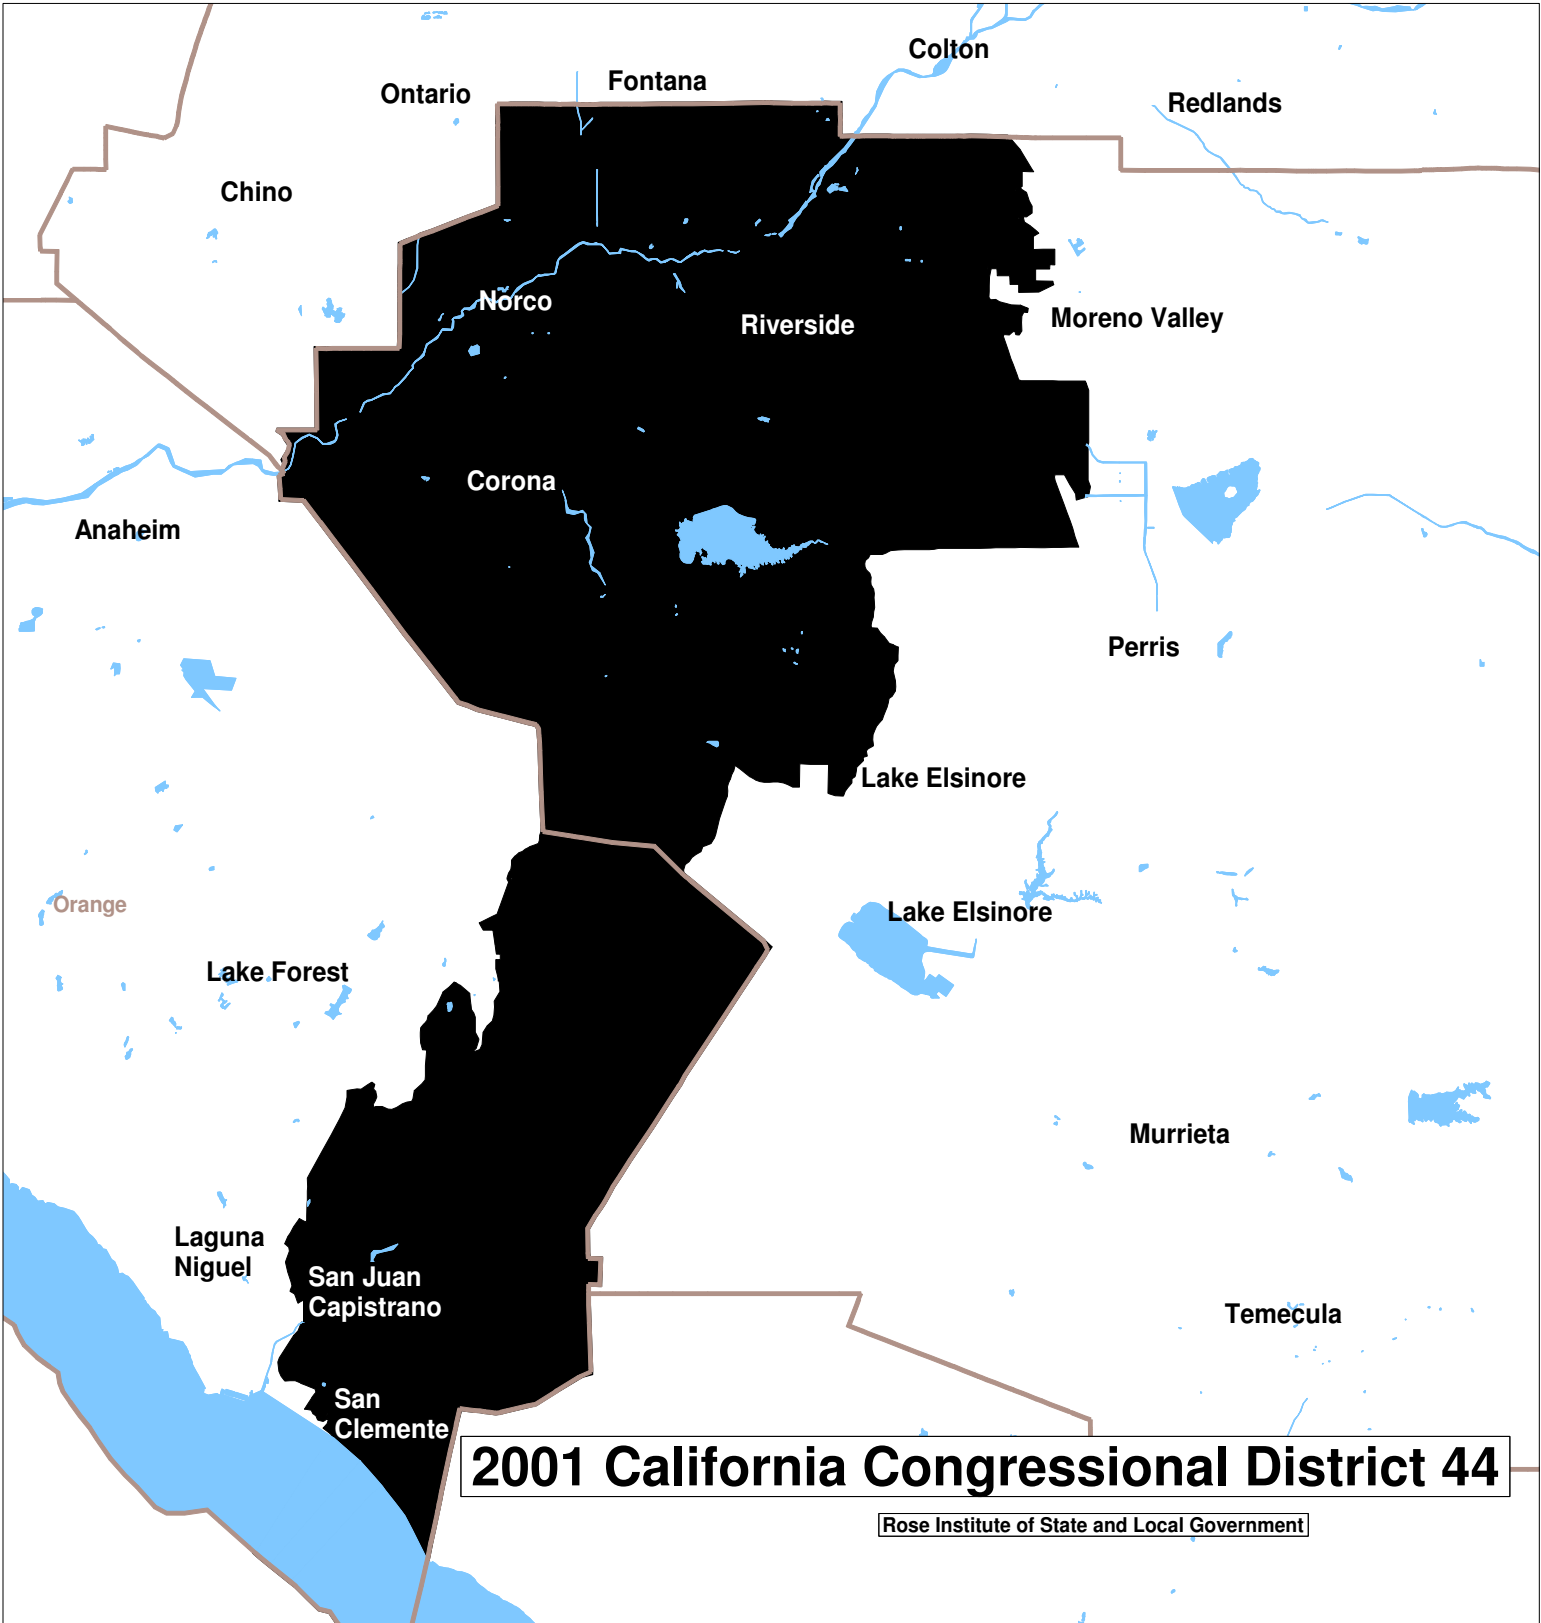 Colton
Fontana
Ontario
Redlands
Chino
Norco
Riverside
Moreno Valley
Corona
Anaheim
Perris
Lake Elsinore
Orange
Lake Elsinore
Lake Forest
Murrieta
Laguna
Niguel
San Juan
Capistrano
Temecula
San
Clemente
2001 California Congressional District 44
Rose Institute of State and Local Government